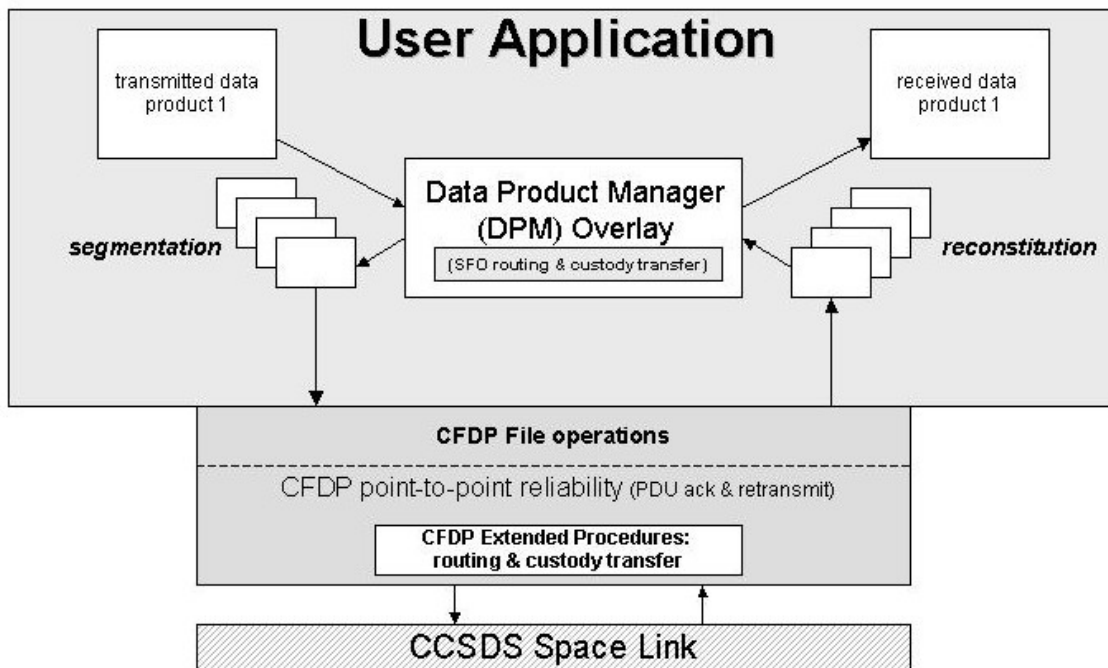 User Application
transmitted data
product 1
received data
product 1
Data Product Manager
(DPM) Overlay
(SFO routing & custody transfer)
segmentation
reconstitution
CFDP File operations
CFDP point-to-point reliability (PDU ack & retransmit)
CFDP Extended Procedures:
routing & custody transfer
CCSDS Space Link